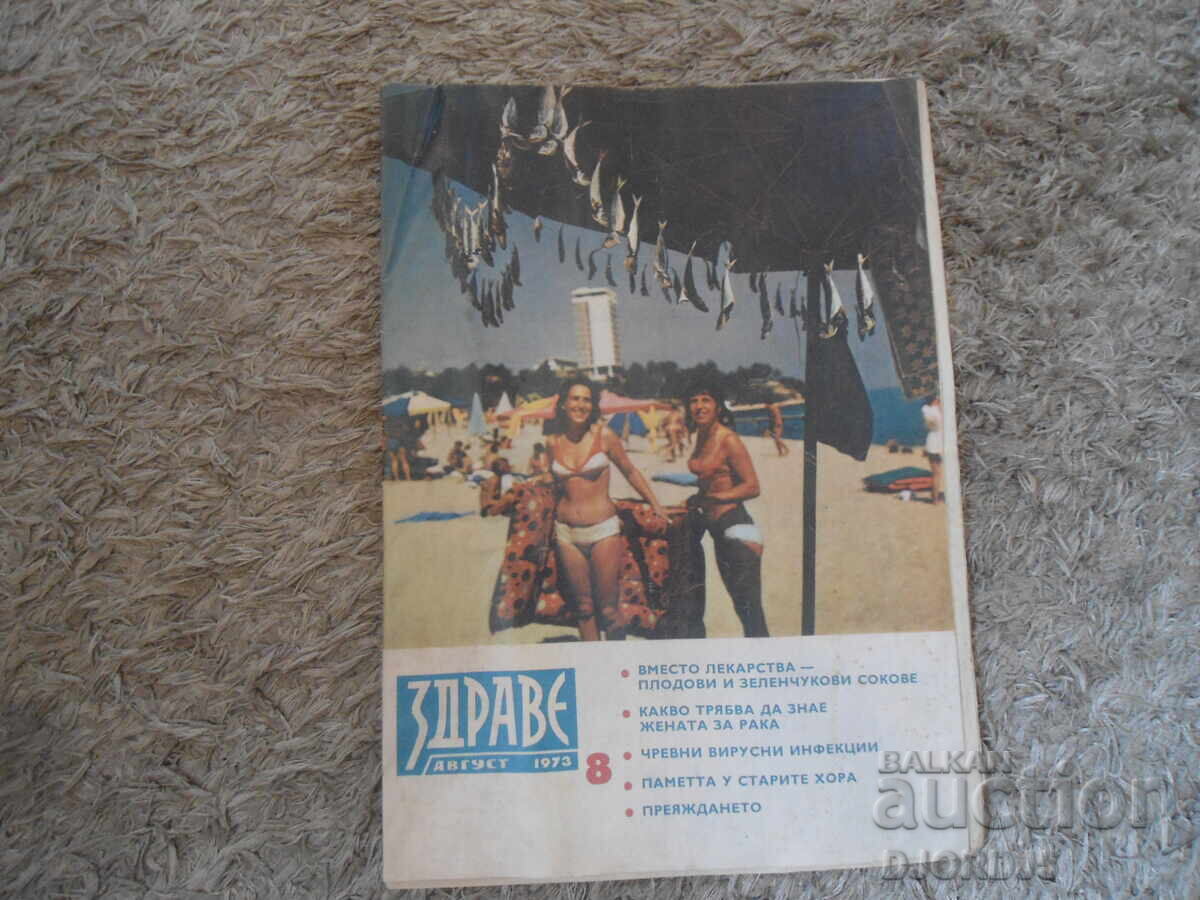 ЗДРАВЕ
АВГУСТ 1973
8
• ВМЕСТО ЛЕКАРСТВА —
ПЛОДОВИ И ЗЕЛЕНЧУКОВИ СОКОВЕ
• КАКВО ТРЯБВА ДА ЗНАЕ
ЖЕНАТА ЗА РАКА
• ЧРЕВНИ ВИРУСНИ ИНФЕКЦИИ
• ПАМЕТТА У СТАРИТЕ ХОРА
• ПРЕЯЖДАНЕТО
BALKAN
auction
DJORDJH